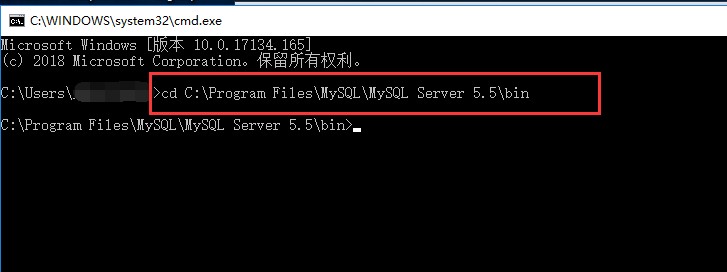 C:\WINDOWS\system32\cmd.exe
Microsoft Windows [版本 10.0.17134.165]
(c) 2018 Microsoft Corporation。保留所有权利。
C:\Users\ >cd C:\Program Files\MySQL\MySQL Server 5.5\bin
C:\Program Files\MySQL\MySQL Server 5.5\bin>